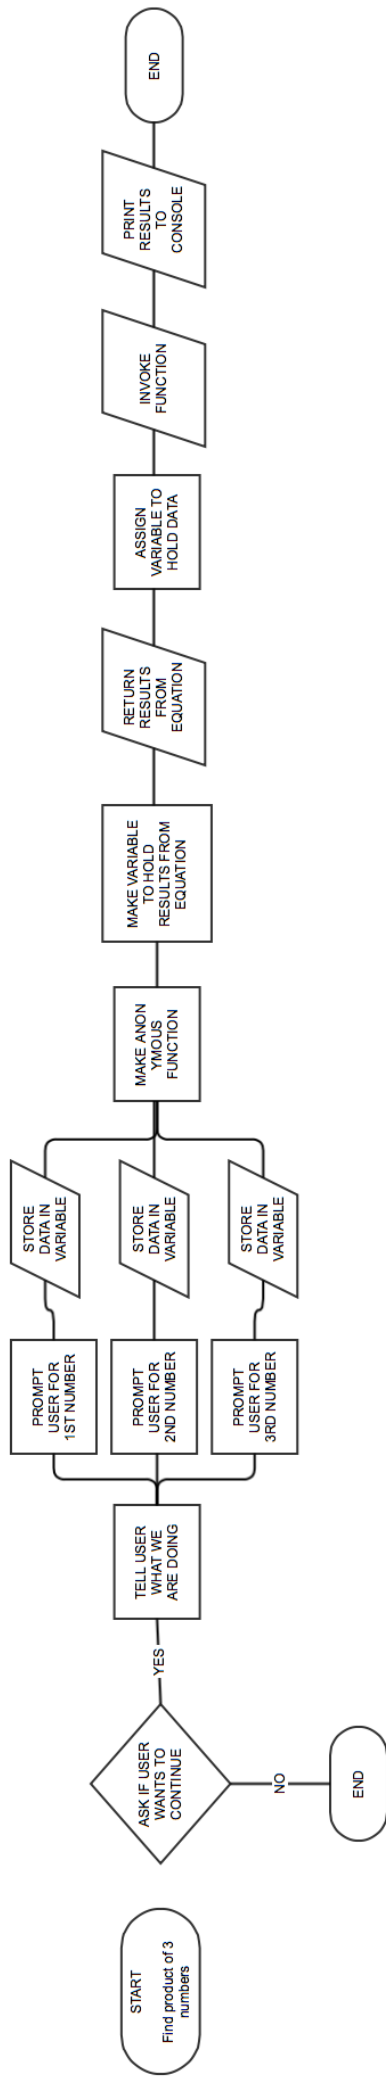 START
Find product of 3
numbers
ASK IF USER
WANTS TO
CONTINUE
NO
END
YES
TELL USER
WHAT WE
ARE DOING
PROMPT
USER FOR
1ST NUMBER
STORE
DATA IN
VARIABLE
PROMPT
USER FOR
2ND NUMBER
STORE
DATA IN
VARIABLE
PROMPT
USER FOR
3RD NUMBER
STORE
DATA IN
VARIABLE
MAKE ANON
YMOUS
FUNCTION
MAKE VARIABLE
TO HOLD
RESULTS FROM
EQUATION
RETURN
RESULTS
FROM
EQUATION
ASSIGN
VARIABLE TO
HOLD DATA
INVOKE
FUNCTION
PRINT
RESULTS
TO
CONSOLE
END